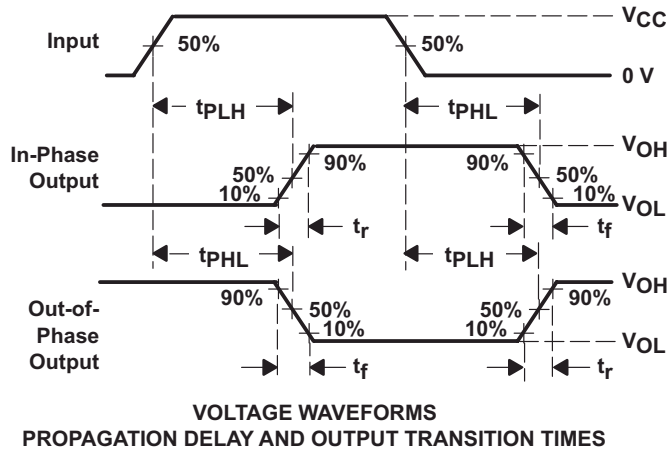 Input
50%
50%
VCC
0 V
tPLH
tPHL
In-Phase
Output
50%
10%
90%
90%
50%
10%
VOH
VOL
tr
tf
tPHL
tPLH
Out-of-
Phase
Output
90%
50%
10%
50%
10%
90%
VOH
VOL
tf
tr
VOLTAGE WAVEFORMS
PROPAGATION DELAY AND OUTPUT TRANSITION TIMES